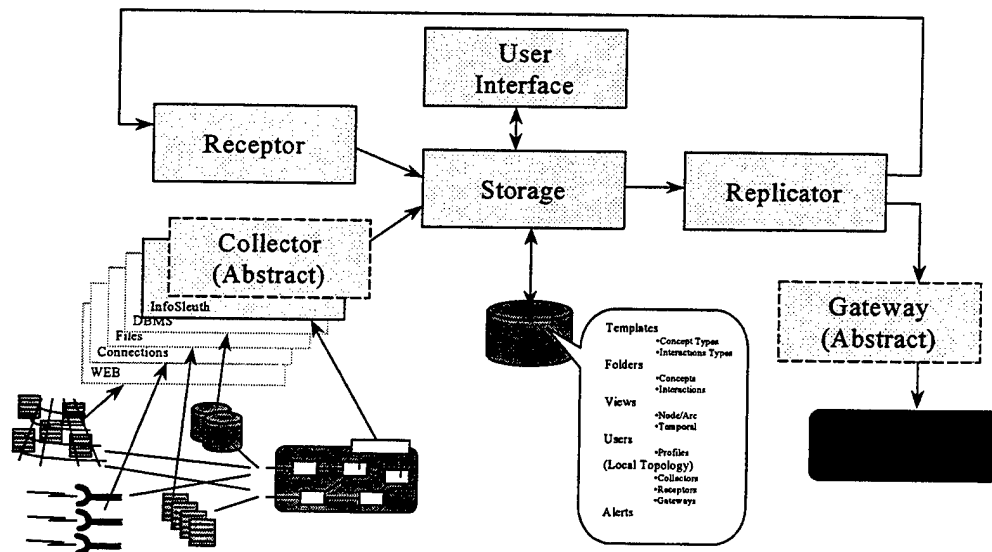 User
Interface
Receptor
Storage
Replicator
Collector
(Abstract)
InfoSleuth
DBMS
Files
Connections
WEB
Gateway
(Abstract)
Templates
•Concept Types
•Interactions Types
Folders
•Concepts
•Interactions
Views
•Node/Arc
•Temporal
Users
•Profiles
(Local Topology)
•Collectors
•Receptors
•Gateways
Alerts